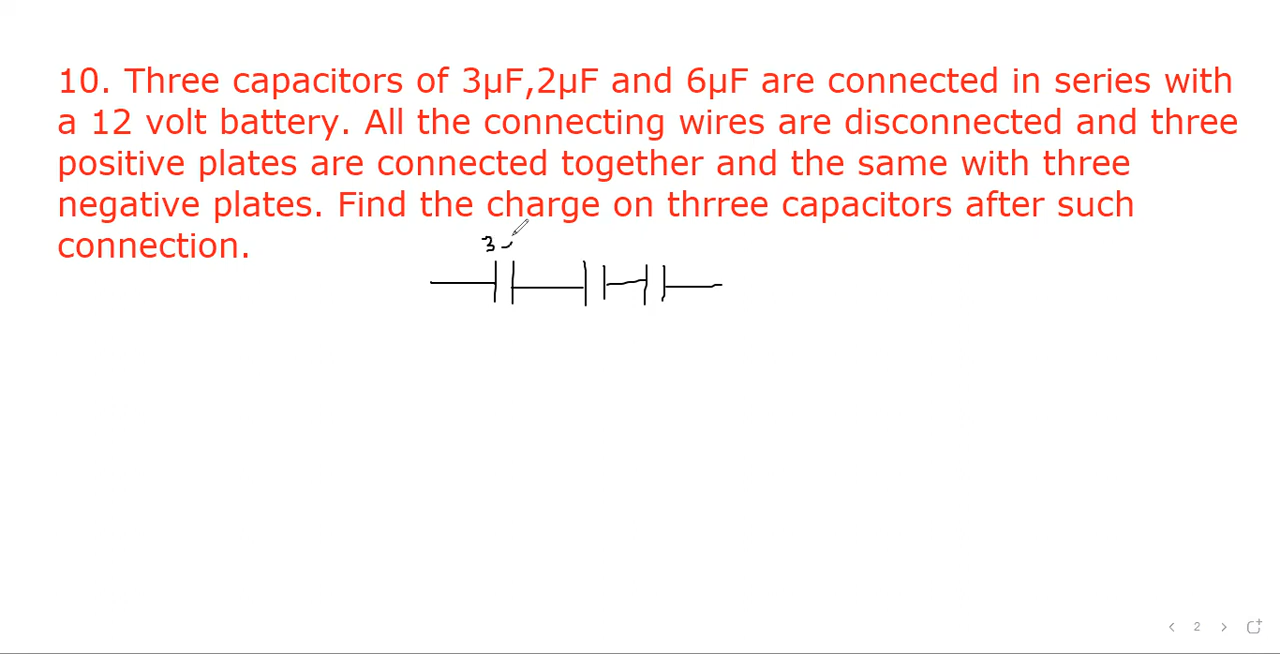 10. Three capacitors of 3μF,2μF and 6μF are connected in series with
a 12 volt battery. All the connecting wires are disconnected and three
positive plates are connected together and the same with three
negative plates. Find the charge on thrree capacitors after such
connection.
3
2